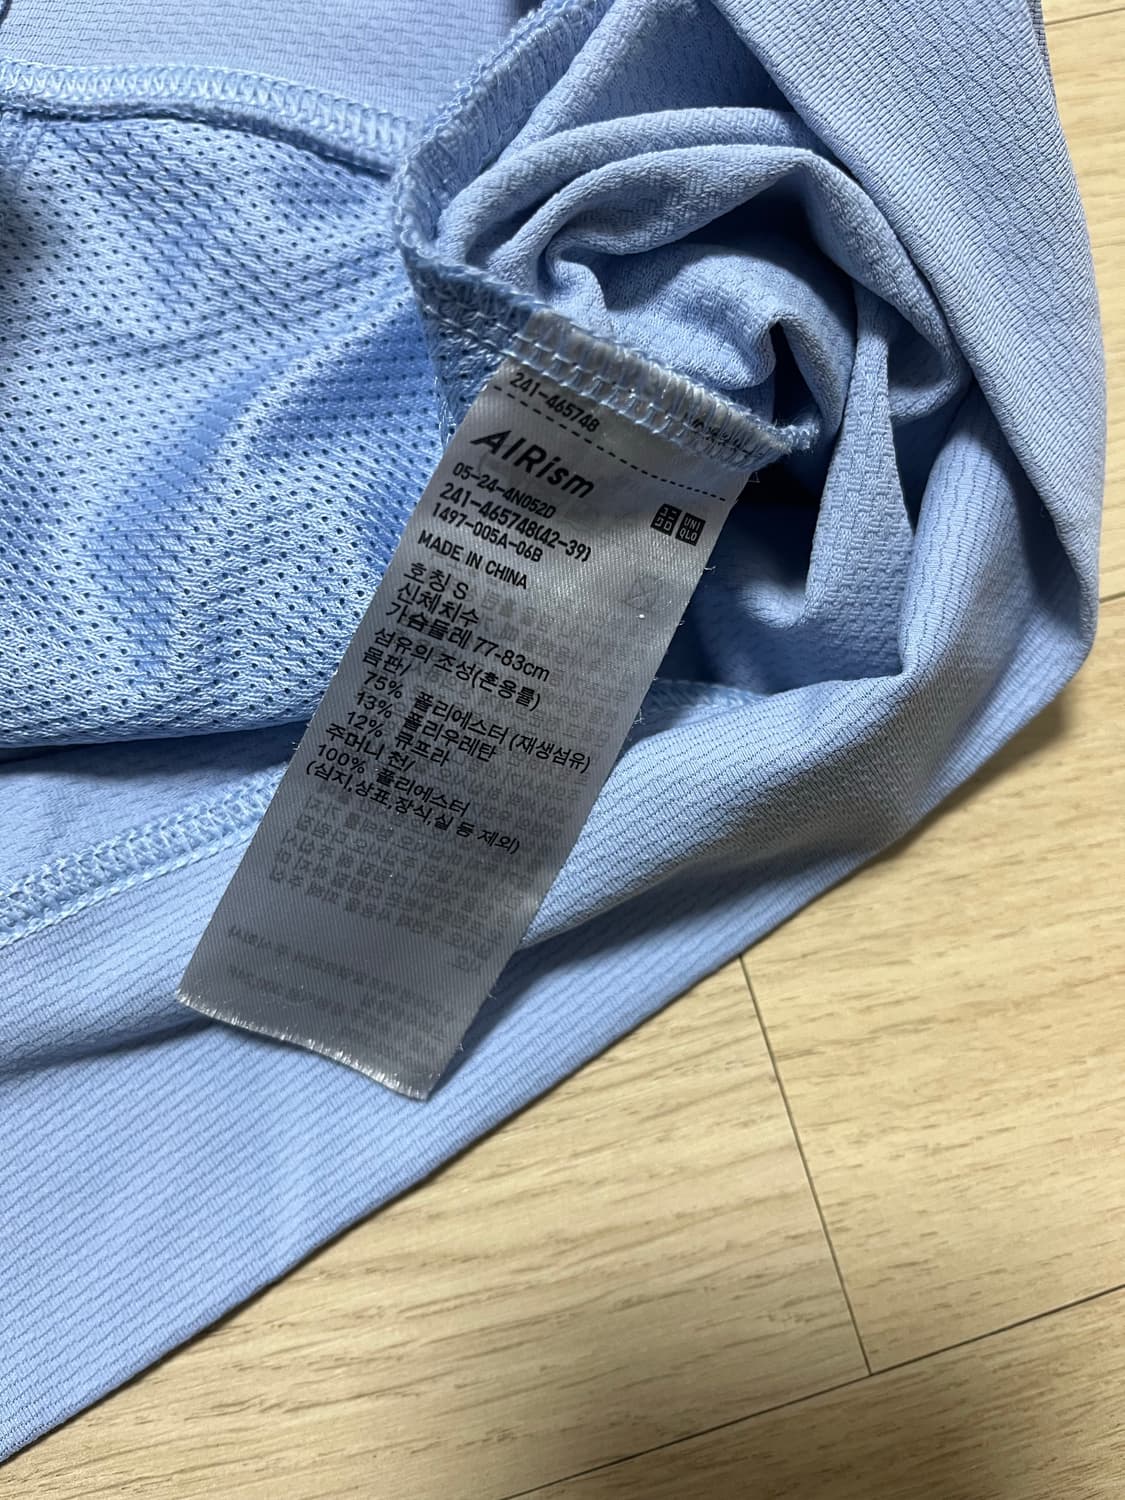 241-465748
AIRism
05-24-4N052D
241-465748(42-39)
1497-005A-06B
UNI
QLO
MADE IN CHINA
호칭 S
신체치수
가슴둘레 77-83cm
섬유의 조성(혼용률)
몸판/
75% 폴리에스터 (재생섬유)
13% 폴리우레탄
12% 큐프라
주머니 천/
100% 폴리에스터
(심지,상표,장식,실 등 제외)